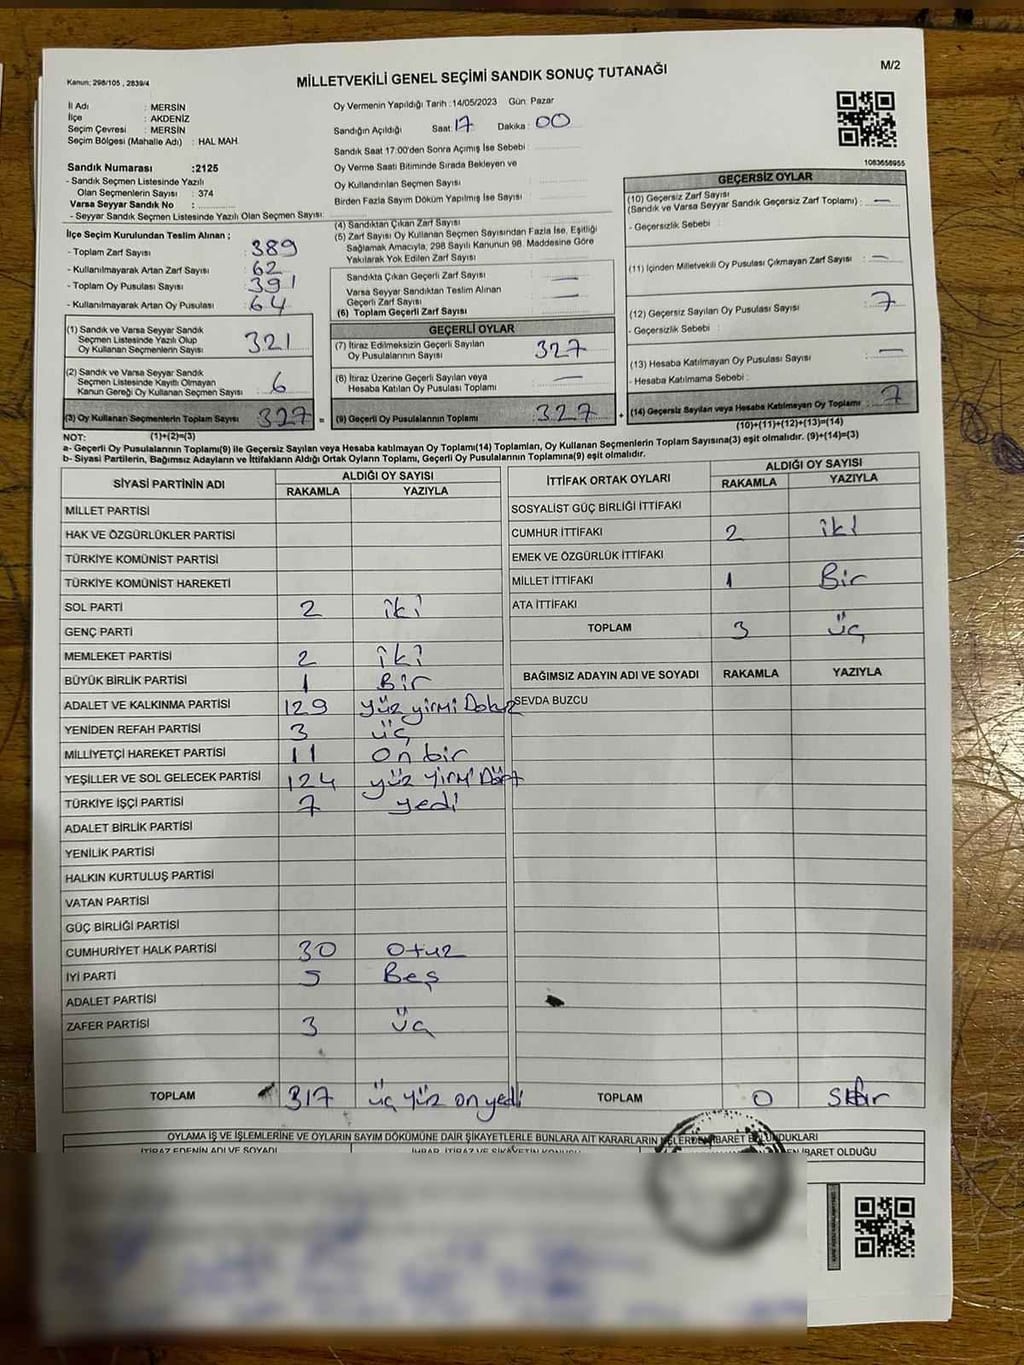 Kanun: 298/105 , 2839/4
MİLLETVEKİLİ GENEL SEÇİMİ SANDIK SONUÇ TUTANAĞI
M/2
İl Adı : MERSİN
İlçe : AKDENİZ
Seçim Çevresi : MERSİN
Seçim Bölgesi (Mahalle Adı) : HAL MAH.
Oy Vermenin Yapıldığı Tarih :14/05/2023 Gün: Pazar
Sandığın Açıldığı Saat: 17 Dakika : 00
Sandık Saat 17:00'den Sonra Açmış İse Sebebi :
Oy Verme Saati Bitiminde Sırada Bekleyen ve
Oy Kullandırılan Seçmen Sayısı
Birden Fazla Sayım Döküm Yapılmış İse Sayısı
1083658955
Sandık Numarası :2125
- Sandık Seçmen Listesinde Yazılı
Olan Seçmenlerin Sayısı : 374
Varsa Seyyar Sandık No :
- Seyyar Sandık Seçmen Listesinde Yazılı Olan Seçmen Sayısı:
İlçe Seçim Kurulundan Teslim Alınan ;
- Toplam Zarf Sayısı : 389
- Kullanılmayarak Artan Zarf Sayısı : 62
- Toplam Oy Pusulası Sayısı : 391
- Kullanılmayarak Artan Oy Pusulası : 64
(1) Sandık ve Varsa Seyyar Sandık
Seçmen Listesinde Yazılı Olup
Oy Kullanan Seçmenlerin Sayısı 321
(2) Sandık ve Varsa Seyyar Sandık
Seçmen Listesinde Kayıtlı Olmayan
Kanun Gereği Oy Kullanan Seçmen Sayısı 6
(3) Oy Kullanan Seçmenlerin Toplam Sayısı 327 =
(1)+(2)=(3)
(4) Sandıktan Çıkan Zarf Sayısı
(5) Zarf Sayısı Oy Kullanan Seçmen Sayısından Fazla İse, Eşitliği
Sağlamak Amacıyla, 298 Sayılı Kanunun 98. Maddesine Göre
Yakılarak Yok Edilen Zarf Sayısı
Sandıkta Çıkan Geçerli Zarf Sayısı —
Varsa Seyyar Sandıktan Teslim Alınan
Geçerli Zarf Sayısı —
(6) Toplam Geçerli Zarf Sayısı
GEÇERLİ OYLAR
(7) İtiraz Edilmeksizin Geçerli Sayılan
Oy Pusulalarının Sayısı 327
(8) İtiraz Üzerine Geçerli Sayılan veya
Hesaba Katılan Oy Pusulası Toplamı —
(9) Geçerli Oy Pusulalarının Toplamı 327 +
GEÇERSİZ OYLAR
(10) Geçersiz Zarf Sayısı
(Sandık ve Varsa Seyyar Sandık Geçersiz Zarf Toplamı) : —
- Geçersizlik Sebebi :
(11) İçinden Milletvekili Oy Pusulası Çıkmayan Zarf Sayısı —
(12) Geçersiz Sayılan Oy Pusulası Sayısı 7
- Geçersizlik Sebebi :
(13) Hesaba Katılmayan Oy Pusulası Sayısı —
- Hesaba Katılmama Sebebi :
(14) Geçersiz Sayılan veya Hesaba Katılmayan Oy Toplamı : 7
(10)+(11)+(12)+(13)=(14)
NOT:
a- Geçerli Oy Pusulalarının Toplamı(9) ile Geçersiz Sayılan veya Hesaba katılmayan Oy Toplamı(14) Toplamları, Oy Kullanan Seçmenlerin Toplam Sayısına(3) eşit olmalıdır. (9)+(14)=(3)
b- Siyasi Partilerin, Bağımsız Adayların ve İttifakların Aldığı Ortak Oyların Toplamı, Geçerli Oy Pusulalarının Toplamına(9) eşit olmalıdır.
SİYASİ PARTİNİN ADI ALDIĞI OY SAYISI
RAKAMLA YAZIYLA
MİLLET PARTİSİ
HAK VE ÖZGÜRLÜKLER PARTİSİ
TÜRKİYE KOMÜNİST PARTİSİ
TÜRKİYE KOMÜNİST HAREKETİ
SOL PARTİ 2 iki
GENÇ PARTİ
MEMLEKET PARTİSİ 2 iki
BÜYÜK BİRLİK PARTİSİ 1 Bir
ADALET VE KALKINMA PARTİSİ 129 yüz yirmi Dokuz
YENİDEN REFAH PARTİSİ 3 üç
MİLLİYETÇİ HAREKET PARTİSİ 11 on bir
YEŞİLLER VE SOL GELECEK PARTİSİ 124 yüz yirmi Dört
TÜRKİYE İŞÇİ PARTİSİ 7 yedi
ADALET BİRLİK PARTİSİ
YENİLİK PARTİSİ
HALKIN KURTULUŞ PARTİSİ
VATAN PARTİSİ
GÜÇ BİRLİĞİ PARTİSİ
CUMHURİYET HALK PARTİSİ 30 otuz
İYİ PARTİ 5 Beş
ADALET PARTİSİ
ZAFER PARTİSİ 3 üç
TOPLAM 317 üç yüz on yedi
İTTİFAK ORTAK OYLARI ALDIĞI OY SAYISI
RAKAMLA YAZIYLA
SOSYALİST GÜÇ BİRLİĞİ İTTİFAKI
CUMHUR İTTİFAKI 2 iki
EMEK VE ÖZGÜRLÜK İTTİFAKI
MİLLET İTTİFAKI 1 Bir
ATA İTTİFAKI
TOPLAM 3 üç
BAĞIMSIZ ADAYIN ADI VE SOYADI RAKAMLA YAZIYLA
SEVDA BUZCU
TOPLAM 0 Sıfır
OYLAMA İŞ VE İŞLEMLERİNE VE OYLARIN SAYIM DÖKÜMÜNE DAİR ŞİKAYETLERLE BUNLARA AİT KARARLARIN NELERDEN İBARET BULUNDUKLARI
İTİRAZ EDENİN ADI VE SOYADI İHBAR, İTİRAZ VE ŞİKAYETİN KONUSU İBARET OLDUĞU